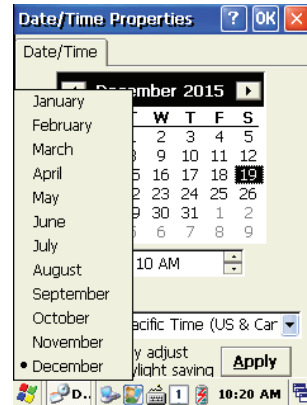 Date/Time Properties ? OK ×
Date/Time
December 2015
January
February
March
April
May
June
July
August
September
October
November
• December
T W T F S
2 3 4 5
9 10 11 12
16 17 18 19
2 23 24 25 26
9 30 31 1 2
6 7 8 9
10 AM
acific Time (US & Car
y adjust
ylight saving
Apply
D.. 1 10:20 AM